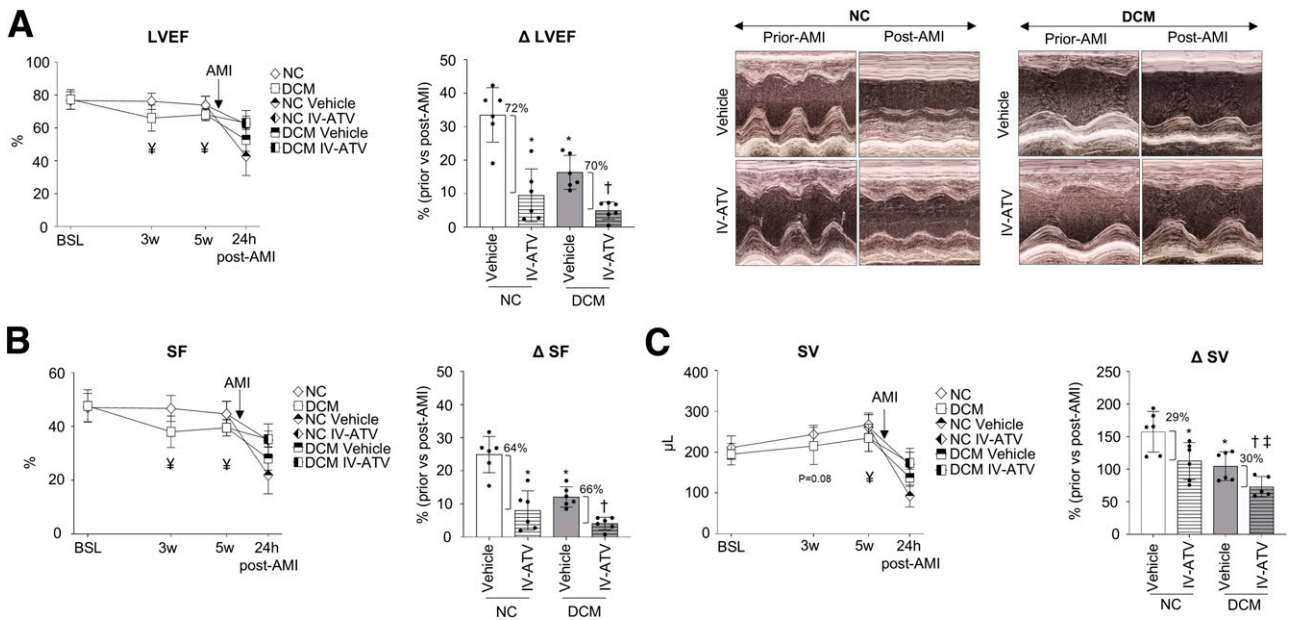 A
LVEF
100
80
60
40
20
0
%
AMI
BSL
3w
5w
24h
post-AMI
¥
¥
NC
DCM
NC Vehicle
NC IV-ATV
DCM Vehicle
DCM IV-ATV
Δ LVEF
% (prior vs post-AMI)
50
40
30
20
10
0
72%
*
*
70%
†
Vehicle
IV-ATV
Vehicle
IV-ATV
NC
DCM
NC
DCM
Prior-AMI
Post-AMI
Prior-AMI
Post-AMI
Vehicle
IV-ATV
B
SF
60
40
20
0
%
AMI
¥
¥
BSL
3w
5w
24h
post-AMI
NC
DCM
NC Vehicle
NC IV-ATV
DCM Vehicle
DCM IV-ATV
Δ SF
% (prior vs post-AMI)
50
40
30
20
10
0
64%
*
*
66%
†
Vehicle
IV-ATV
Vehicle
IV-ATV
NC
DCM
C
SV
400
300
200
100
0
µL
AMI
P=0.08
¥
BSL
3w
5w
24h
post-AMI
NC
DCM
NC Vehicle
NC IV-ATV
DCM Vehicle
DCM IV-ATV
Δ SV
% (prior vs post-AMI)
250
200
150
100
50
0
29%
*
*
30%
† ‡
Vehicle
IV-ATV
Vehicle
IV-ATV
NC
DCM